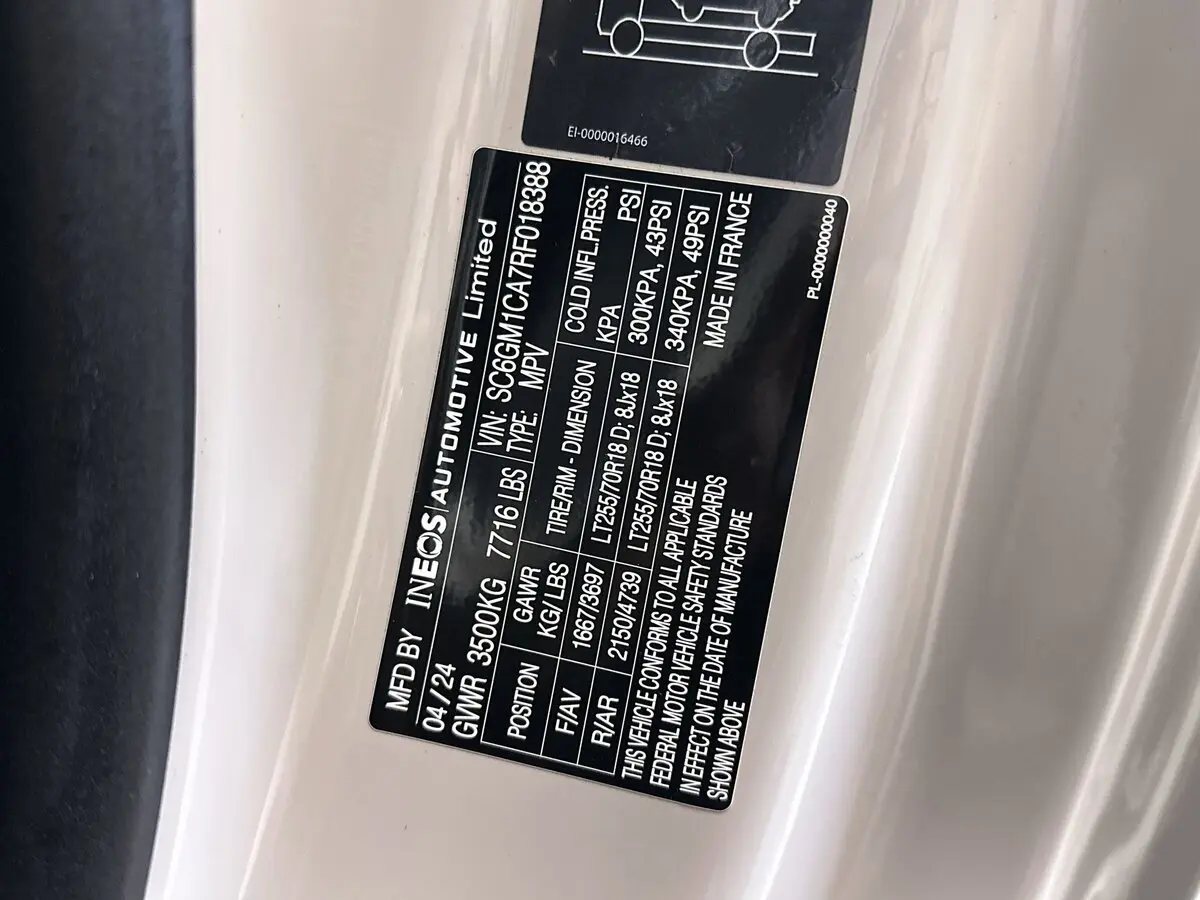 EI-0000016466
MFD BY INEOS | AUTOMOTIVE Limited
04 / 24 VIN: SC6GM1CA7RF018388
GVWR 3500KG 7716 LBS TYPE: MPV
POSITION GAWR KG/ LBS TIRE/RIM - DIMENSION COLD INFL.PRESS. KPA PSI
F/AV 1667/3697 LT255/70R18 D; 8Jx18 300KPA, 43PSI
R/AR 2150/4739 LT255/70R18 D; 8Jx18 340KPA, 49PSI
THIS VEHICLE CONFORMS TO ALL APPLICABLE
FEDERAL MOTOR VEHICLE SAFETY STANDARDS
IN EFFECT ON THE DATE OF MANUFACTURE
SHOWN ABOVE
MADE IN FRANCE
PL-0000000040